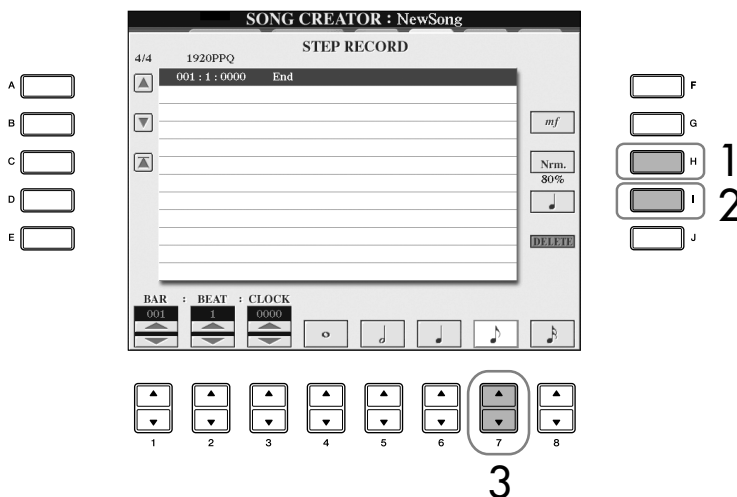 SONG CREATOR : NewSong
STEP RECORD
4/4 1920PPQ
001 : 1 : 0000 End
A
B
C
D
E
mf
Nrm.
80%
DELETE
F
G
H 1
I 2
J
BAR : BEAT : CLOCK
001 1 0000
1 2 3 4 5 6 7 8
3